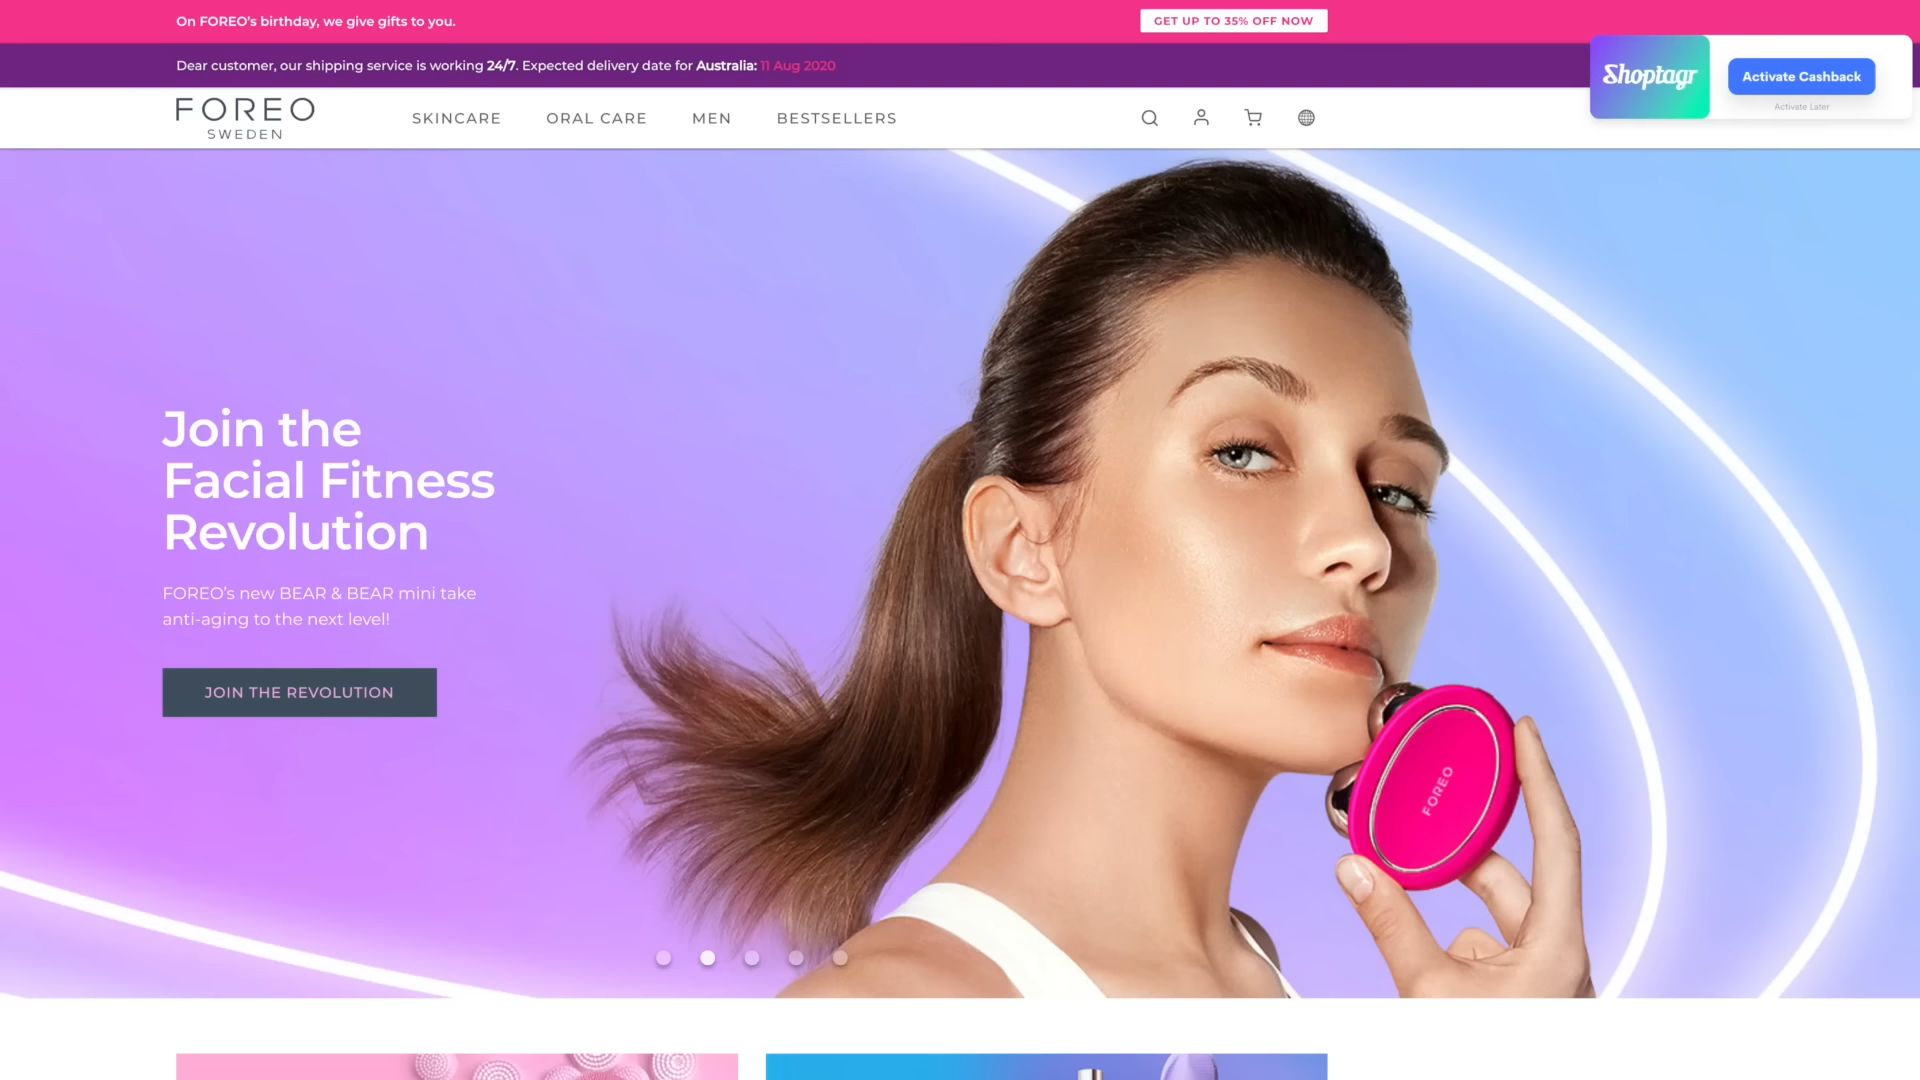 On FOREO's birthday, we give gifts to you.
GET UP TO 35% OFF NOW
Dear customer, our shipping service is working 24/7. Expected delivery date for Australia: 11 Aug 2020
Shoptagr
Activate Cashback
Activate Later
FOREO
SWEDEN
SKINCARE
ORAL CARE
MEN
BESTSELLERS
Join the
Facial Fitness
Revolution
FOREO's new BEAR & BEAR mini take
anti-aging to the next level!
JOIN THE REVOLUTION
FOREO